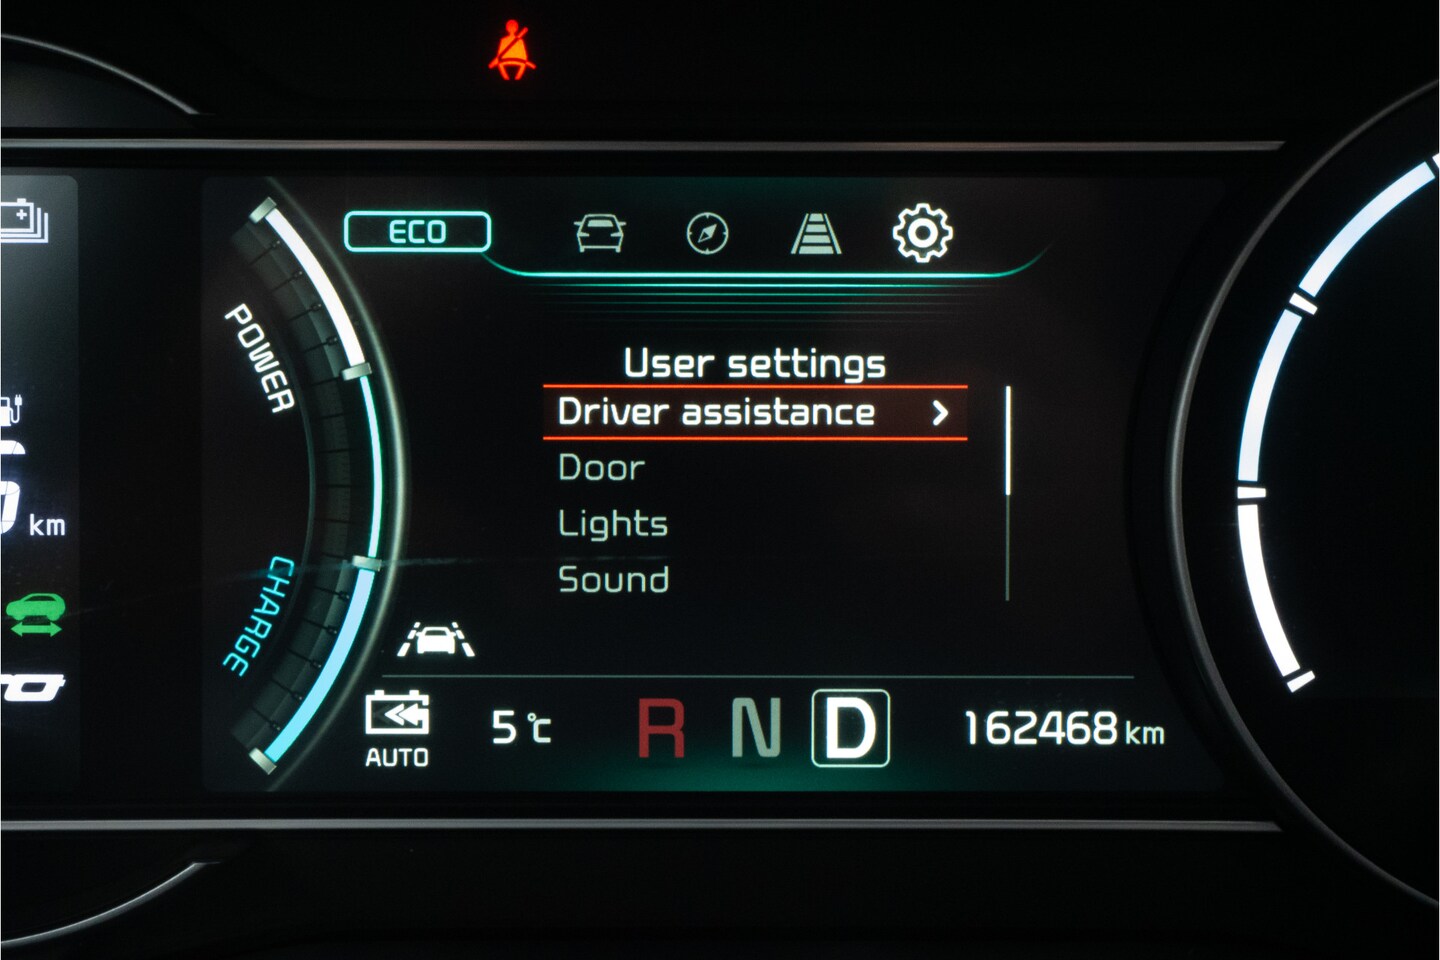 ECO
POWER
User settings
Driver assistance
Door
Lights
Sound
km
CHARGE
AUTO
5 °C
R N D
162468 km